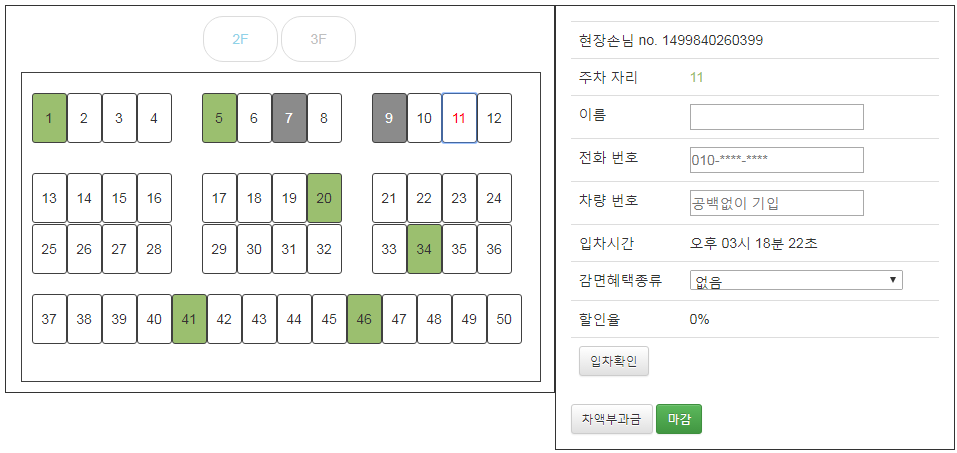 2F 3F
1 2 3 4 5 6 7 8 9 10 11 12
13 14 15 16 17 18 19 20 21 22 23 24
25 26 27 28 29 30 31 32 33 34 35 36
37 38 39 40 41 42 43 44 45 46 47 48 49 50
현장손님 no. 1499840260399
주차 자리 11
이름
전화 번호 010-****-****
차량 번호 공백없이 기입
입차시간 오후 03시 18분 22초
감면혜택종류 없음
할인율 0%
입차확인
차액부과금 마감